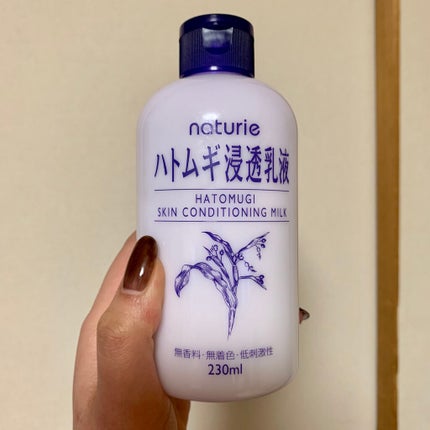 naturie
ハトムギ浸透乳液
HATOMUGI
SKIN CONDITIONING MILK
無香料・無着色・低刺激性
230ml